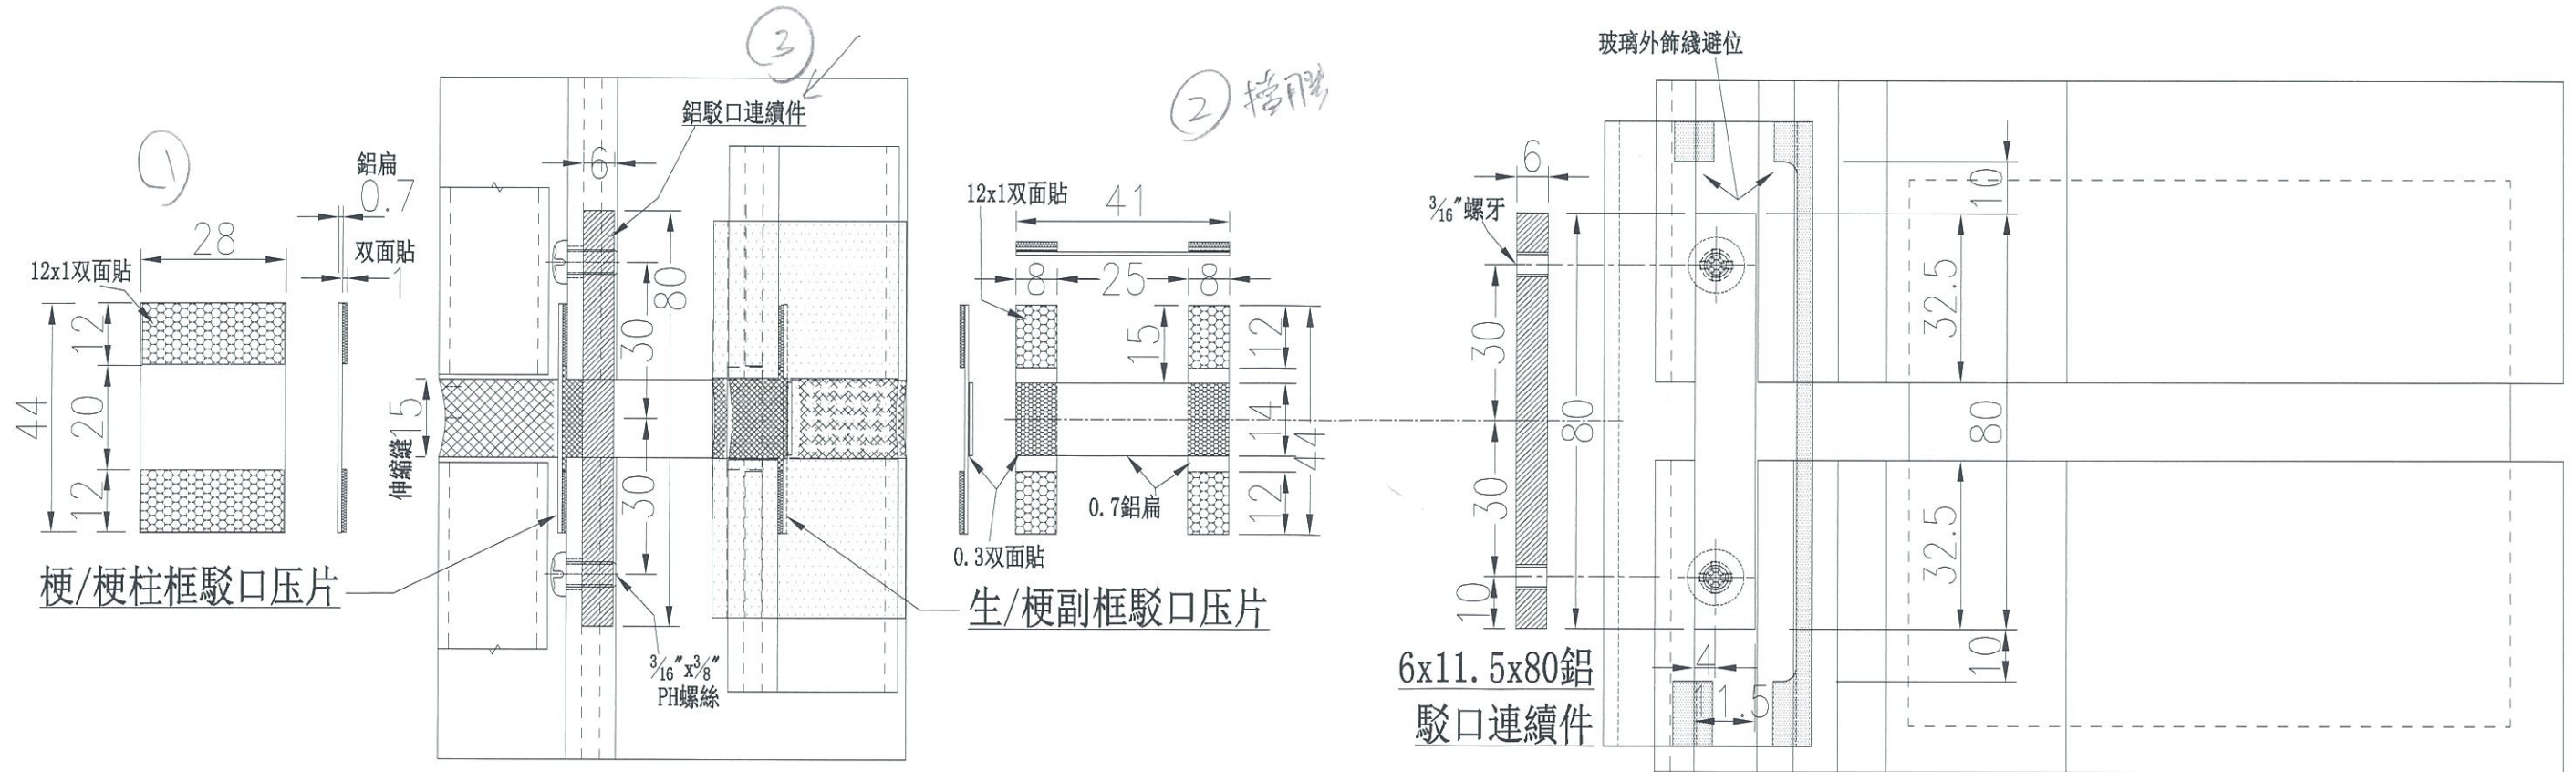 ①
鋁扁
0.7
28
双面貼
1
12x1双面貼
12
20
12
44
梗/梗柱框駁口压片
③
鋁駁口連續件
6
80
30
30
15
伸縮縫
3/16"x3/8"
PH螺絲
② 擋膠
12x1双面貼
41
8
25
8
15
12
14
12
44
0.7鋁扁
0.3双面貼
生/梗副框駁口压片
玻璃外飾綫避位
6
3/16"螺牙
30
30
10
80
6x11.5x80鋁
駁口連續件
4
11.5
10
32.5
80
32.5
10